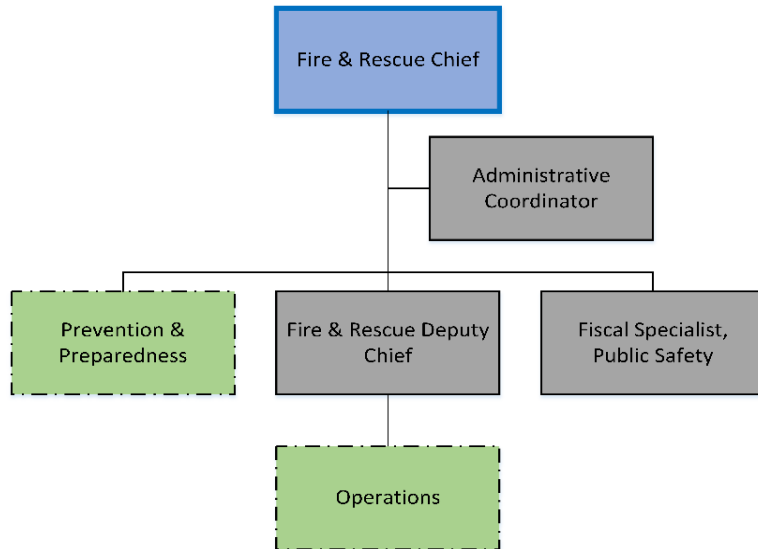 Fire & Rescue Chief
Administrative
Coordinator
Prevention &
Preparedness
Fire & Rescue Deputy
Chief
Fiscal Specialist,
Public Safety
Operations